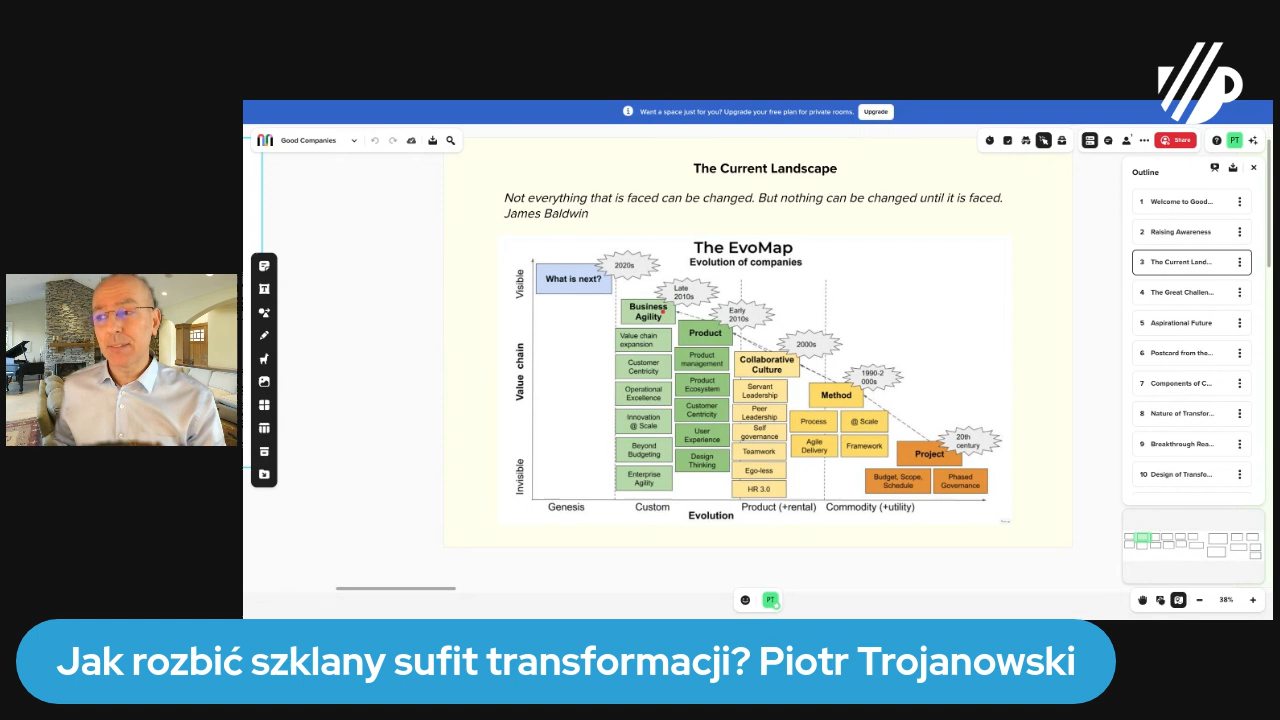 Want a space just for you? Upgrade your free plan for private rooms.
Upgrade
Good Companies
Share
PT
The Current Landscape
Not everything that is faced can be changed. But nothing can be changed until it is faced.
James Baldwin
The EvoMap
Evolution of companies
Visible
Value chain
Invisible
What is next?
2020s
Business
Agility
Value chain
expansion
Customer
Centricity
Operational
Excellence
Innovation
@ Scale
Beyond
Budgeting
Enterprise
Agility
Late
2010s
Product
Product
management
Product
Ecosystem
Customer
Centricity
User
Experience
Design
Thinking
Early
2010s
Collaborative
Culture
Servant
Leadership
Peer
Leadership
Self
governance
Teamwork
Ego-less
HR 3.0
2000s
Method
Process
@ Scale
Agile
Delivery
Framework
1990-2
000s
Project
Budget, Scope,
Schedule
Phased
Governance
20th
century
Genesis
Custom
Product (+rental)
Commodity (+utility)
Evolution
Outline
1 Welcome to Good...
2 Raising Awareness
3 The Current Land...
4 The Great Challen...
5 Aspirational Future
6 Postcard from the...
7 Components of C...
8 Nature of Transfor...
9 Breakthrough Rea...
10 Design of Transfo...
PT
38%
Jak rozbić szklany sufit transformacji? Piotr Trojanowski